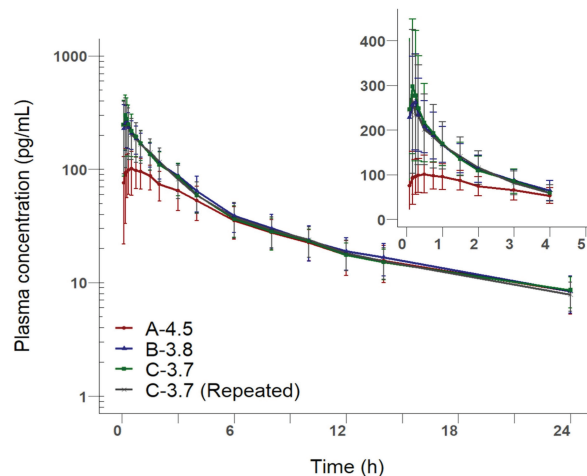 1000
100
10
1
Plasma concentration (pg/mL)
400
300
200
100
0
0 1 2 3 4 5
A-4.5
B-3.8
C-3.7
C-3.7 (Repeated)
0 6 12 18 24
Time (h)